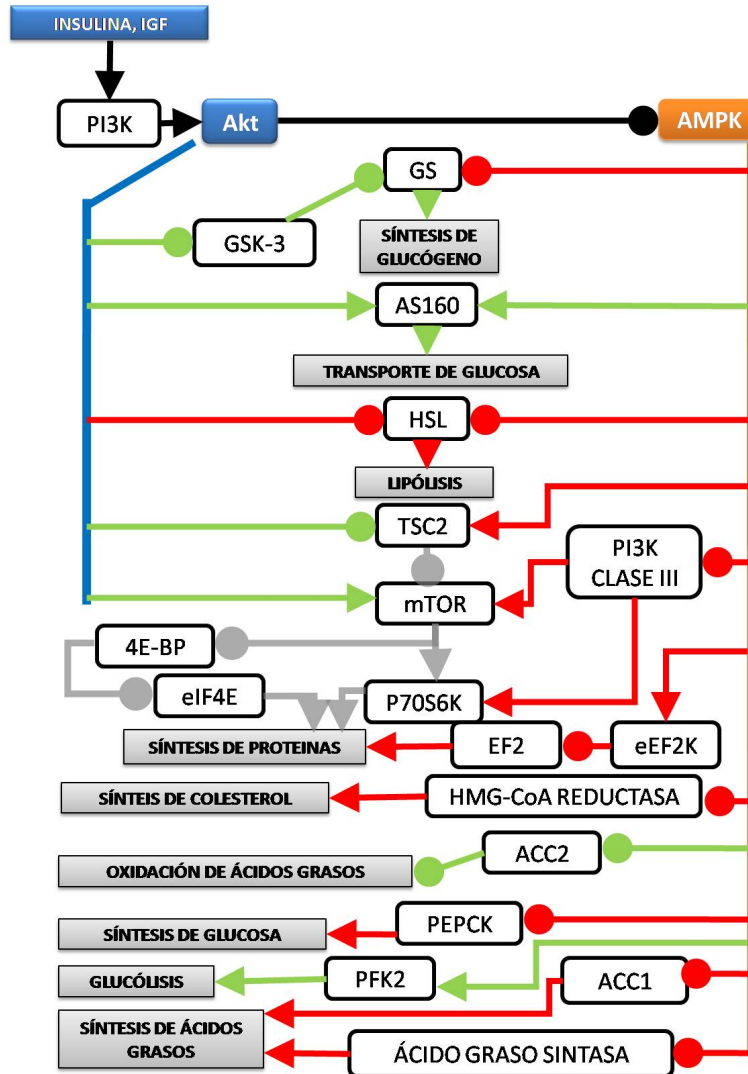 INSULINA, IGF
PI3K
Akt
AMPK
GS
GSK-3
SÍNTESIS DE
GLUCÓGENO
AS160
TRANSPORTE DE GLUCOSA
HSL
LIPÓLISIS
TSC2
PI3K
CLASE III
mTOR
4E-BP
eIF4E
P70S6K
SÍNTESIS DE PROTEINAS
EF2
eEF2K
SÍNTEIS DE COLESTEROL
HMG-CoA REDUCTASA
ACC2
OXIDACIÓN DE ÁCIDOS GRASOS
PEPCK
SÍNTESIS DE GLUCOSA
GLUCÓLISIS
PFK2
ACC1
SÍNTESIS DE ÁCIDOS
GRASOS
ÁCIDO GRASO SINTASA